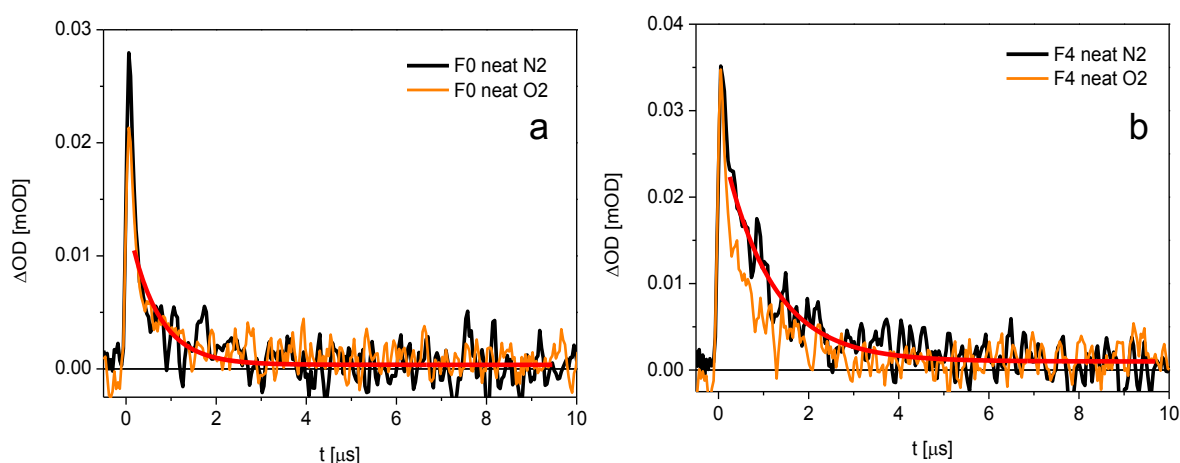 0.03
0.02
0.01
0.00
ΔOD [mOD]
F0 neat N2
F0 neat O2
a
0
2
4
6
8
10
t [μs]
0.04
0.03
0.02
0.01
0.00
ΔOD [mOD]
F4 neat N2
F4 neat O2
b
0
2
4
6
8
10
t [μs]